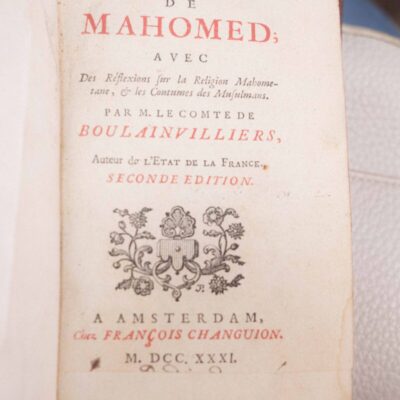 DE
MAHOMED;
AVEC
Des Réflexions sur la Religion Mahome-
tane, & les Coutumes des Musulmans.
PAR M. LE COMTE DE
BOULAINVILLIERS,
Auteur de L'ETAT DE LA FRANCE,
SECONDE EDITION.
A AMSTERDAM,
Chez FRANÇOIS CHANGUION.
M. DCC. XXXI.